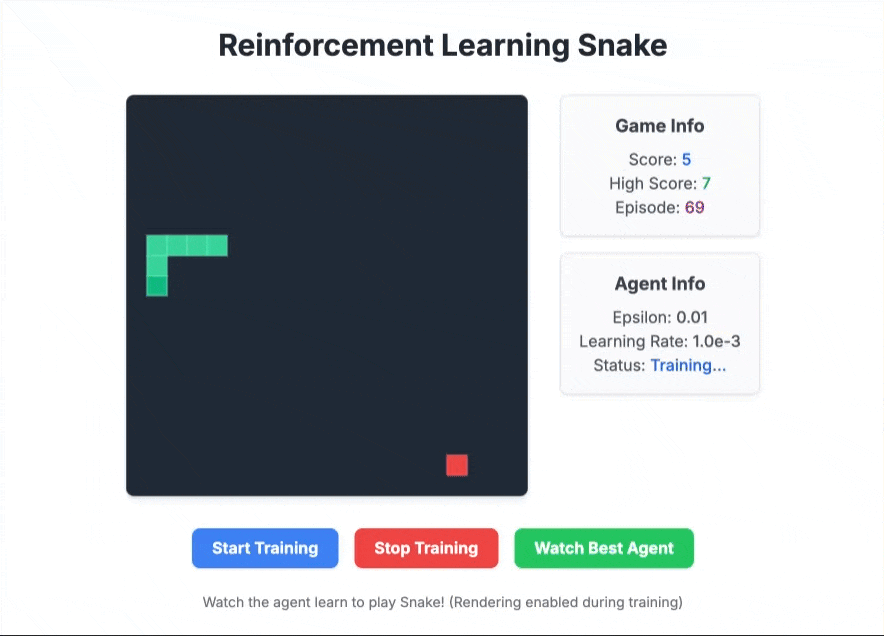 Reinforcement Learning Snake
Game Info
Score: 5
High Score: 7
Episode: 69
Agent Info
Epsilon: 0.01
Learning Rate: 1.0e-3
Status: Training...
Start Training
Stop Training
Watch Best Agent
Watch the agent learn to play Snake! (Rendering enabled during training)